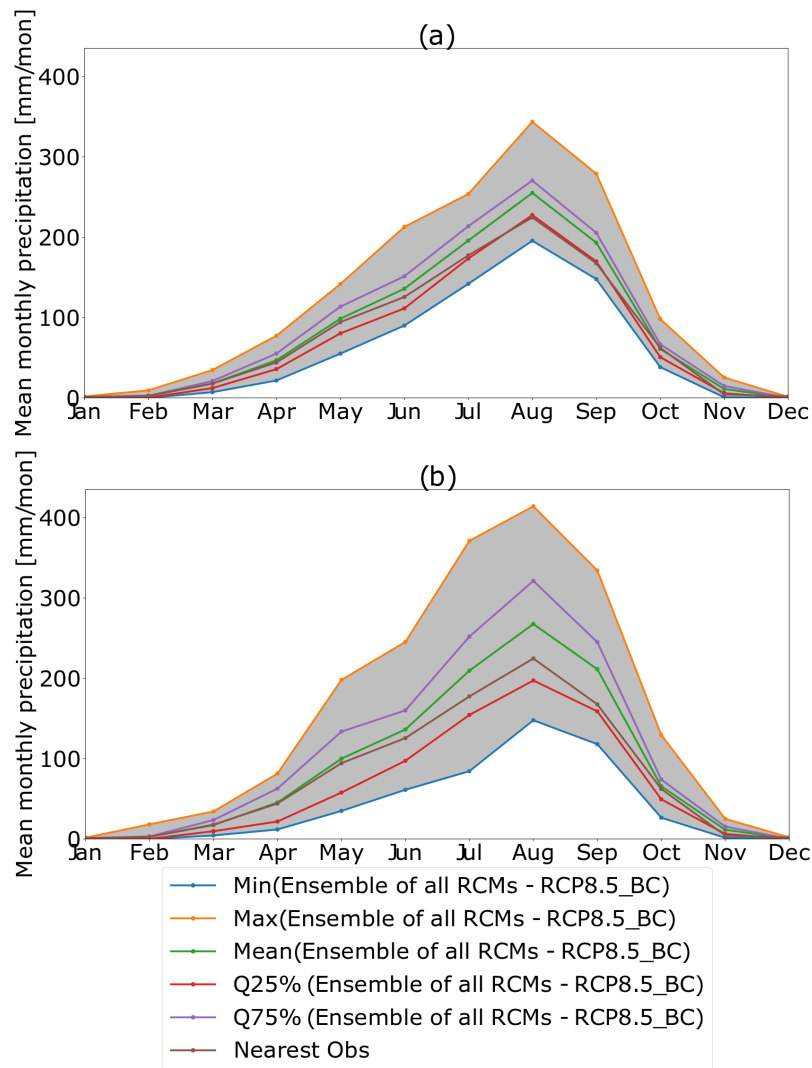 (a)
Mean monthly precipitation [mm/mon]
400
300
200
100
0
Jan Feb Mar Apr May Jun Jul Aug Sep Oct Nov Dec
(b)
Mean monthly precipitation [mm/mon]
400
300
200
100
0
Jan Feb Mar Apr May Jun Jul Aug Sep Oct Nov Dec
Min(Ensemble of all RCMs - RCP8.5_BC)
Max(Ensemble of all RCMs - RCP8.5_BC)
Mean(Ensemble of all RCMs - RCP8.5_BC)
Q25% (Ensemble of all RCMs - RCP8.5_BC)
Q75% (Ensemble of all RCMs - RCP8.5_BC)
Nearest Obs